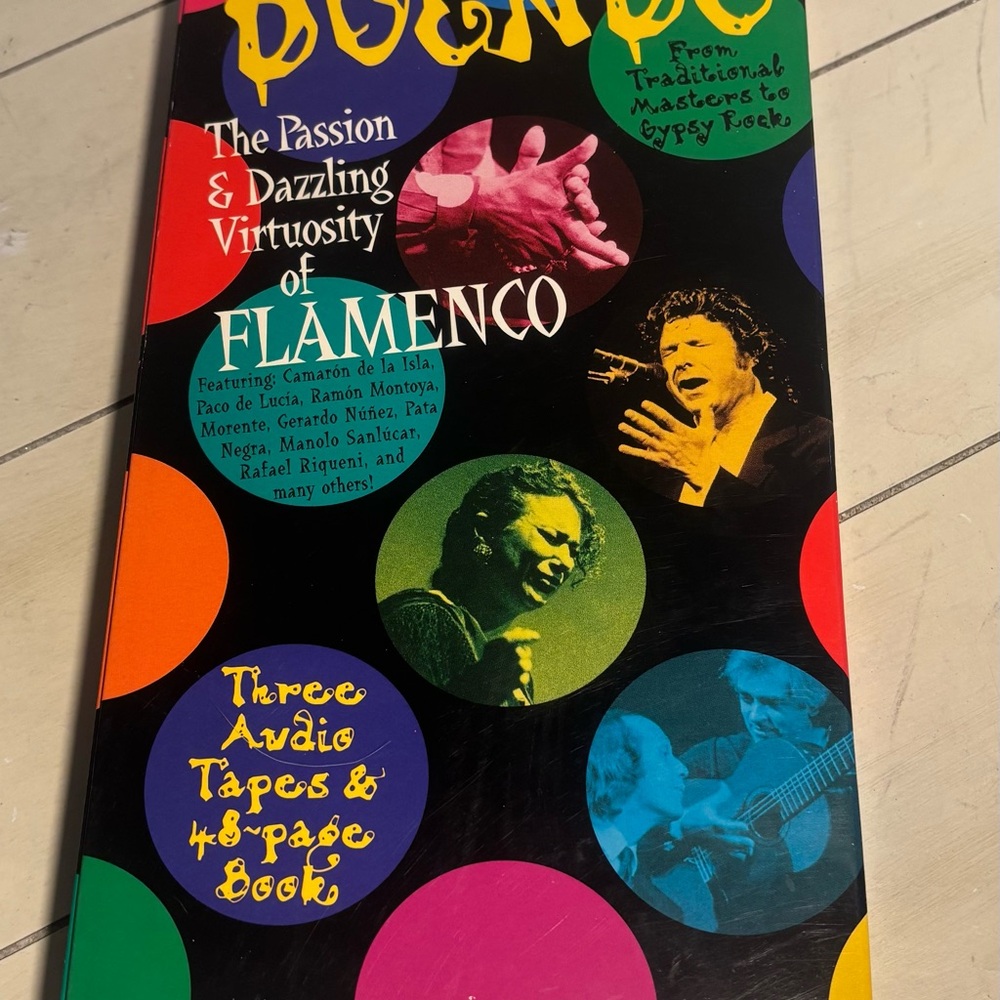 DUENDE
From
Traditional
Masters to
Gypsy Rock
The Passion
& Dazzling
Virtuosity
of
FLAMENCO
Featuring: Camarón de la Isla,
Paco de Lucía, Ramón Montoya,
Morente, Gerardo Núñez, Pata
Negra, Manolo Sanlúcar,
Rafael Riqueni, and
many others!
Three
Audio
Tapes &
48-page
Book